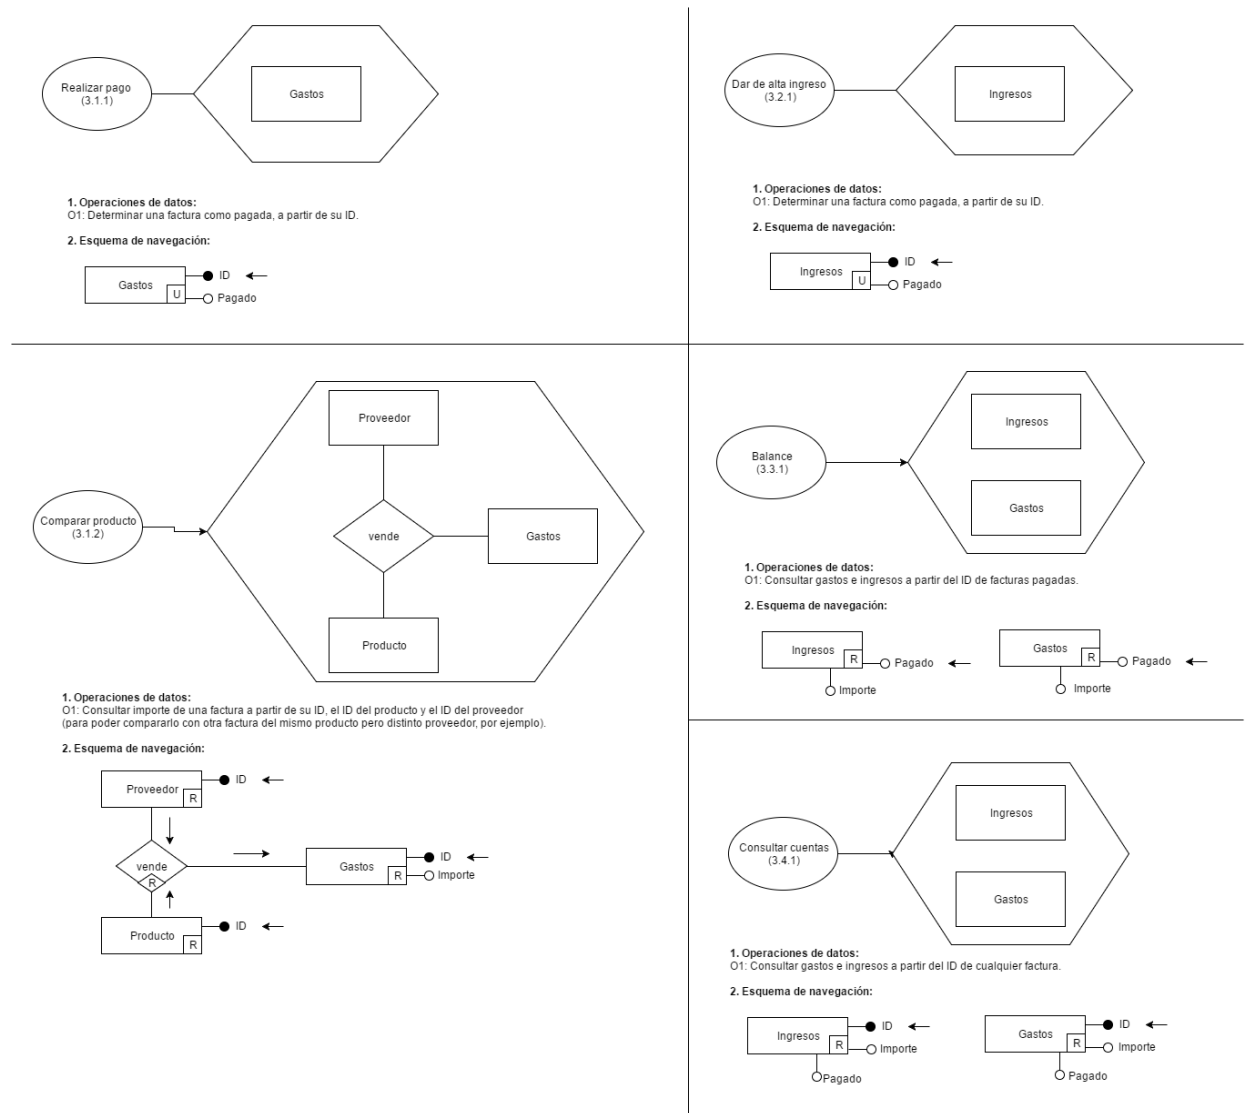 Realizar pago
(3.1.1)
Gastos
1. Operaciones de datos:
O1: Determinar una factura como pagada, a partir de su ID.
2. Esquema de navegación:
Gastos
U
ID
Pagado
Dar de alta ingreso
(3.2.1)
Ingresos
1. Operaciones de datos:
O1: Determinar una factura como pagada, a partir de su ID.
2. Esquema de navegación:
Ingresos
U
ID
Pagado
Comparar producto
(3.1.2)
Proveedor
vende
Gastos
Producto
1. Operaciones de datos:
O1: Consultar importe de una factura a partir de su ID, el ID del producto y el ID del proveedor
(para poder compararlo con otra factura del mismo producto pero distinto proveedor, por ejemplo).
2. Esquema de navegación:
Proveedor
R
ID
vende
R
Gastos
R
ID
Importe
Producto
R
ID
Balance
(3.3.1)
Ingresos
Gastos
1. Operaciones de datos:
O1: Consultar gastos e ingresos a partir del ID de facturas pagadas.
2. Esquema de navegación:
Ingresos
R
Pagado
Importe
Gastos
R
Pagado
Importe
Consultar cuentas
(3.4.1)
Ingresos
Gastos
1. Operaciones de datos:
O1: Consultar gastos e ingresos a partir del ID de cualquier factura.
2. Esquema de navegación:
Ingresos
R
ID
Importe
Pagado
Gastos
R
ID
Importe
Pagado